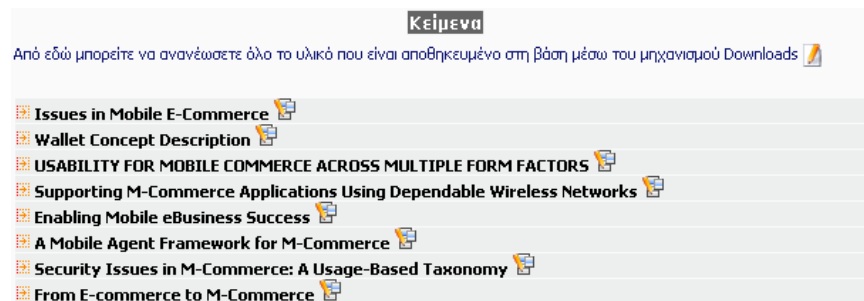 Κείμενα
Από εδώ μπορείτε να ανανέωσετε όλο το υλικό που είναι αποθηκευμένο στη βάση μέσω του μηχανισμού Downloads
Issues in Mobile E-Commerce
Wallet Concept Description
USABILITY FOR MOBILE COMMERCE ACROSS MULTIPLE FORM FACTORS
Supporting M-Commerce Applications Using Dependable Wireless Networks
Enabling Mobile eBusiness Success
A Mobile Agent Framework for M-Commerce
Security Issues in M-Commerce: A Usage-Based Taxonomy
From E-commerce to M-Commerce